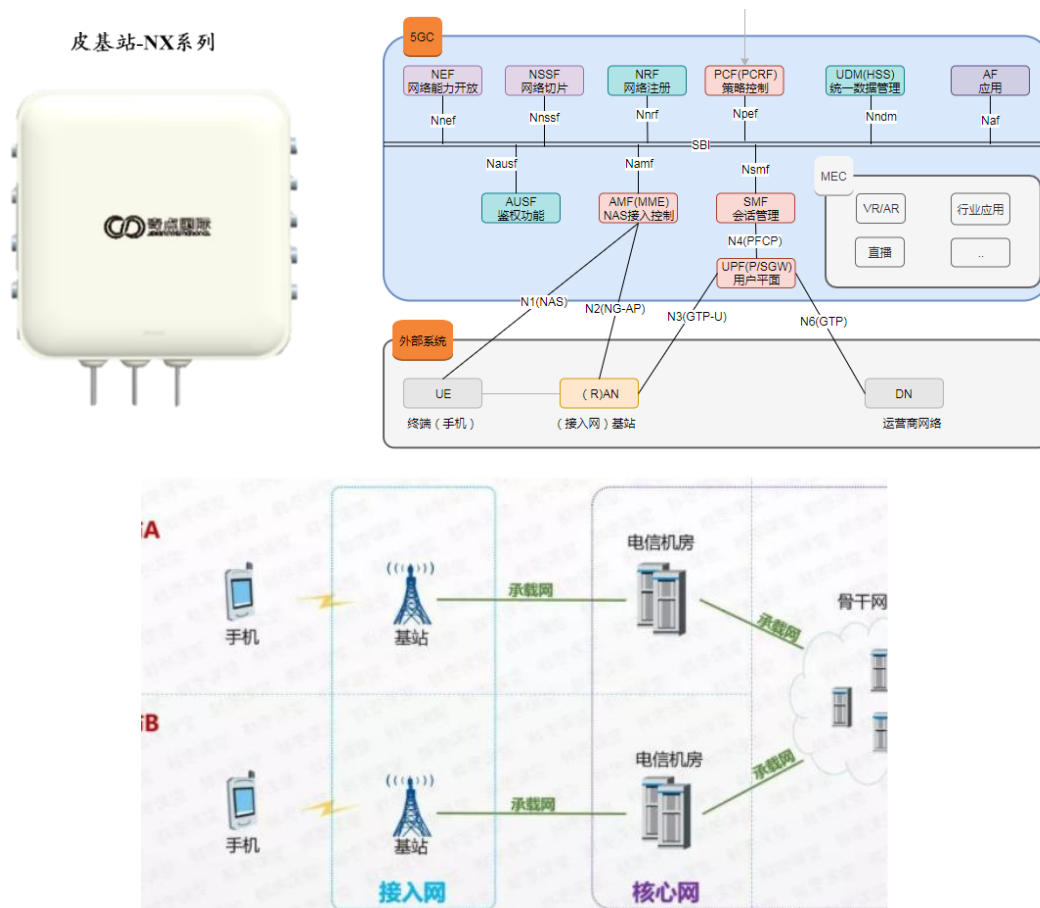 皮基站-NX系列
奇点国际
5GC
NEF
网络能力开放
NSSF
网络切片
NRF
网络注册
PCF(PCRF)
策略控制
UDM(HSS)
统一数据管理
AF
应用
Nnef
Nnssf
Nnrf
Npef
Nndm
Naf
SBI
Nausf
Namf
Nsmf
AUSF
鉴权功能
AMF(MME)
NAS接入控制
SMF
会话管理
MEC
VR/AR
行业应用
直播
..
N4(PFCP)
UPF(P/SGW)
用户平面
N1(NAS)
N2(NG-AP)
N3(GTP-U)
N6(GTP)
外部系统
UE
(R)AN
DN
终端(手机)
(接入网)基站
运营商网络
A
手机
基站
承载网
电信机房
承载网
骨干网
B
手机
基站
承载网
电信机房
承载网
接入网
核心网